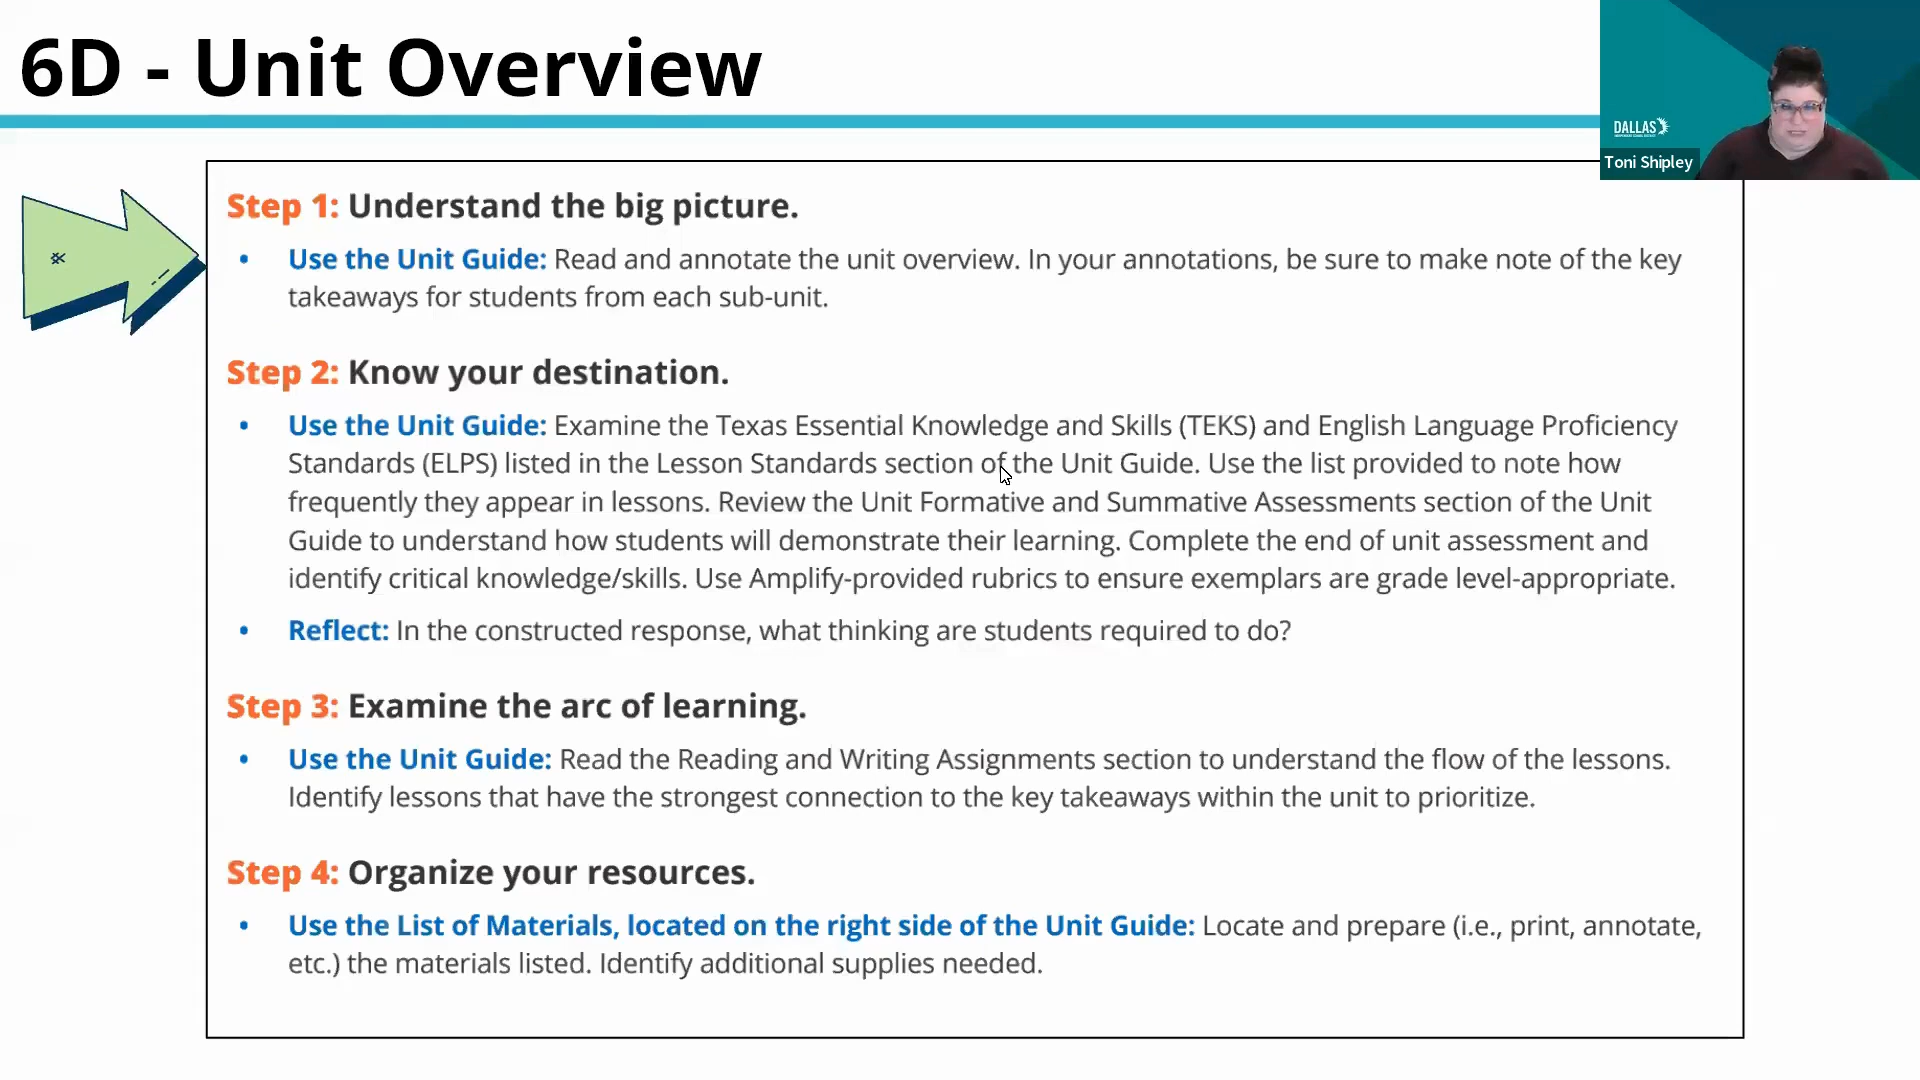 6D - Unit Overview
DALLAS
Toni Shipley
Step 1: Understand the big picture.
• Use the Unit Guide: Read and annotate the unit overview. In your annotations, be sure to make note of the key
takeaways for students from each sub-unit.
Step 2: Know your destination.
• Use the Unit Guide: Examine the Texas Essential Knowledge and Skills (TEKS) and English Language Proficiency
Standards (ELPS) listed in the Lesson Standards section of the Unit Guide. Use the list provided to note how
frequently they appear in lessons. Review the Unit Formative and Summative Assessments section of the Unit
Guide to understand how students will demonstrate their learning. Complete the end of unit assessment and
identify critical knowledge/skills. Use Amplify-provided rubrics to ensure exemplars are grade level-appropriate.
• Reflect: In the constructed response, what thinking are students required to do?
Step 3: Examine the arc of learning.
• Use the Unit Guide: Read the Reading and Writing Assignments section to understand the flow of the lessons.
Identify lessons that have the strongest connection to the key takeaways within the unit to prioritize.
Step 4: Organize your resources.
• Use the List of Materials, located on the right side of the Unit Guide: Locate and prepare (i.e., print, annotate,
etc.) the materials listed. Identify additional supplies needed.